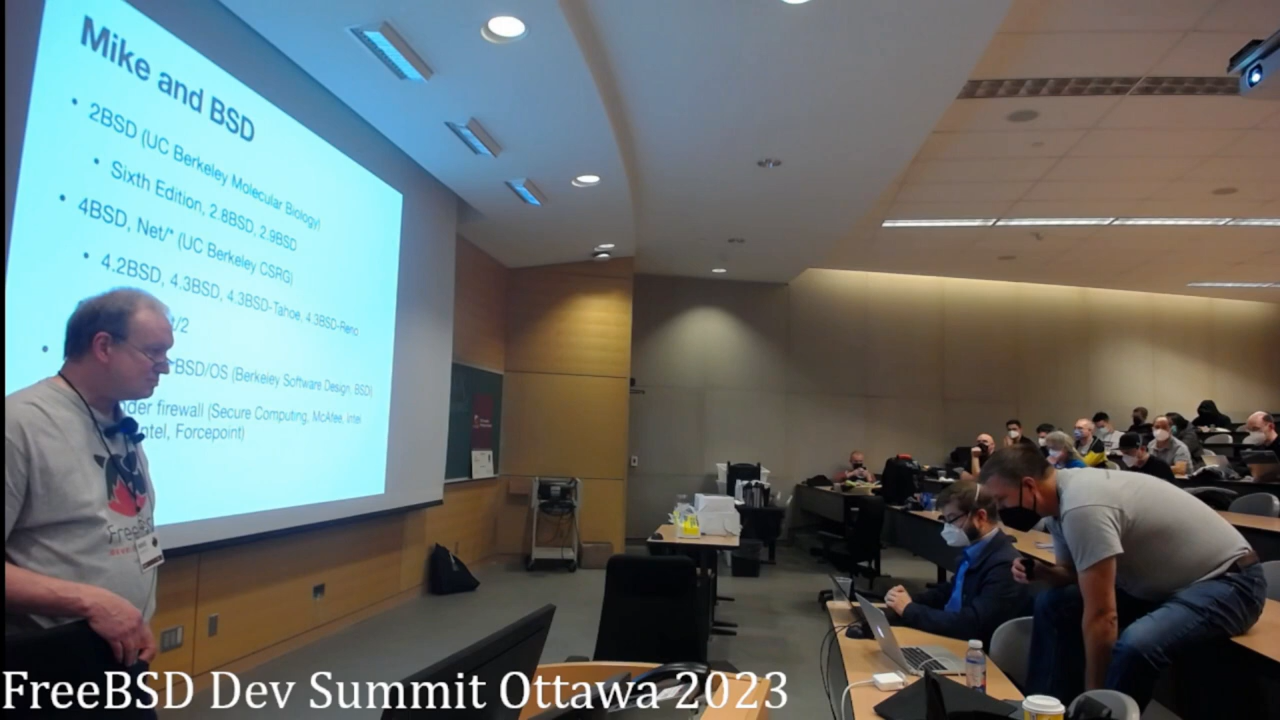 Mike and BSD
• 2BSD (UC Berkeley Molecular Biology)
• Sixth Edition, 2.8BSD, 2.9BSD
• 4BSD, Net/* (UC Berkeley CSRG)
• 4.2BSD, 4.3BSD, 4.3BSD-Tahoe, 4.3BSD-Reno
/2
BSD/OS (Berkeley Software Design, BSD)
der firewall (Secure Computing, McAfee, Intel
ntel, Forcepoint)
FreeBSD
FreeBSD Dev Summit Ottawa 2023